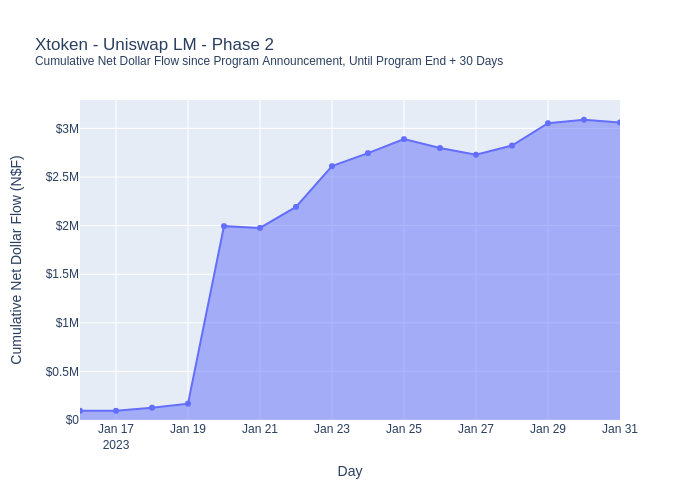 Xtoken - Uniswap LM - Phase 2
Cumulative Net Dollar Flow since Program Announcement, Until Program End + 30 Days
Cumulative Net Dollar Flow (N$F)
$3M
$2.5M
$2M
$1.5M
$1M
$0.5M
$0
Jan 17 Jan 19 Jan 21 Jan 23 Jan 25 Jan 27 Jan 29 Jan 31
2023
Day